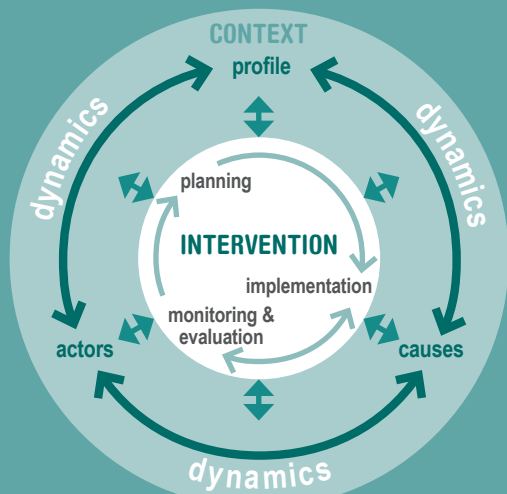 CONTEXT
profile
dynamics
dynamics
planning
INTERVENTION
implementation
monitoring &
evaluation
actors
causes
dynamics